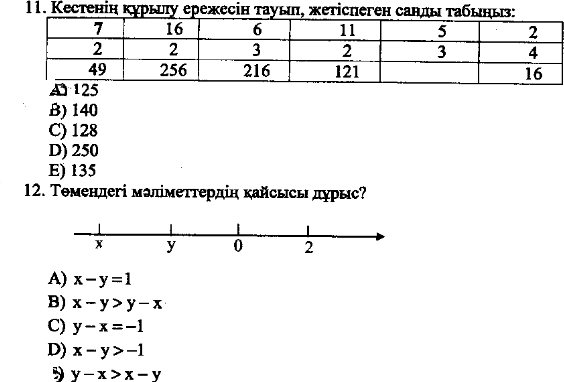 11. Кестенің құрылу ережесін тауып, жетіспеген санды табыңыз:
7 16 6 11 5 2
2 2 3 2 3 4
49 256 216 121 16
A) 125
B) 140
C) 128
D) 250
E) 135
12. Төмендегі мәліметтердің қайсысы дұрыс?
x y 0 2
A) x – y = 1
B) x – y > y – x
C) y – x = –1
D) x – y > –1
E) y – x > x – y